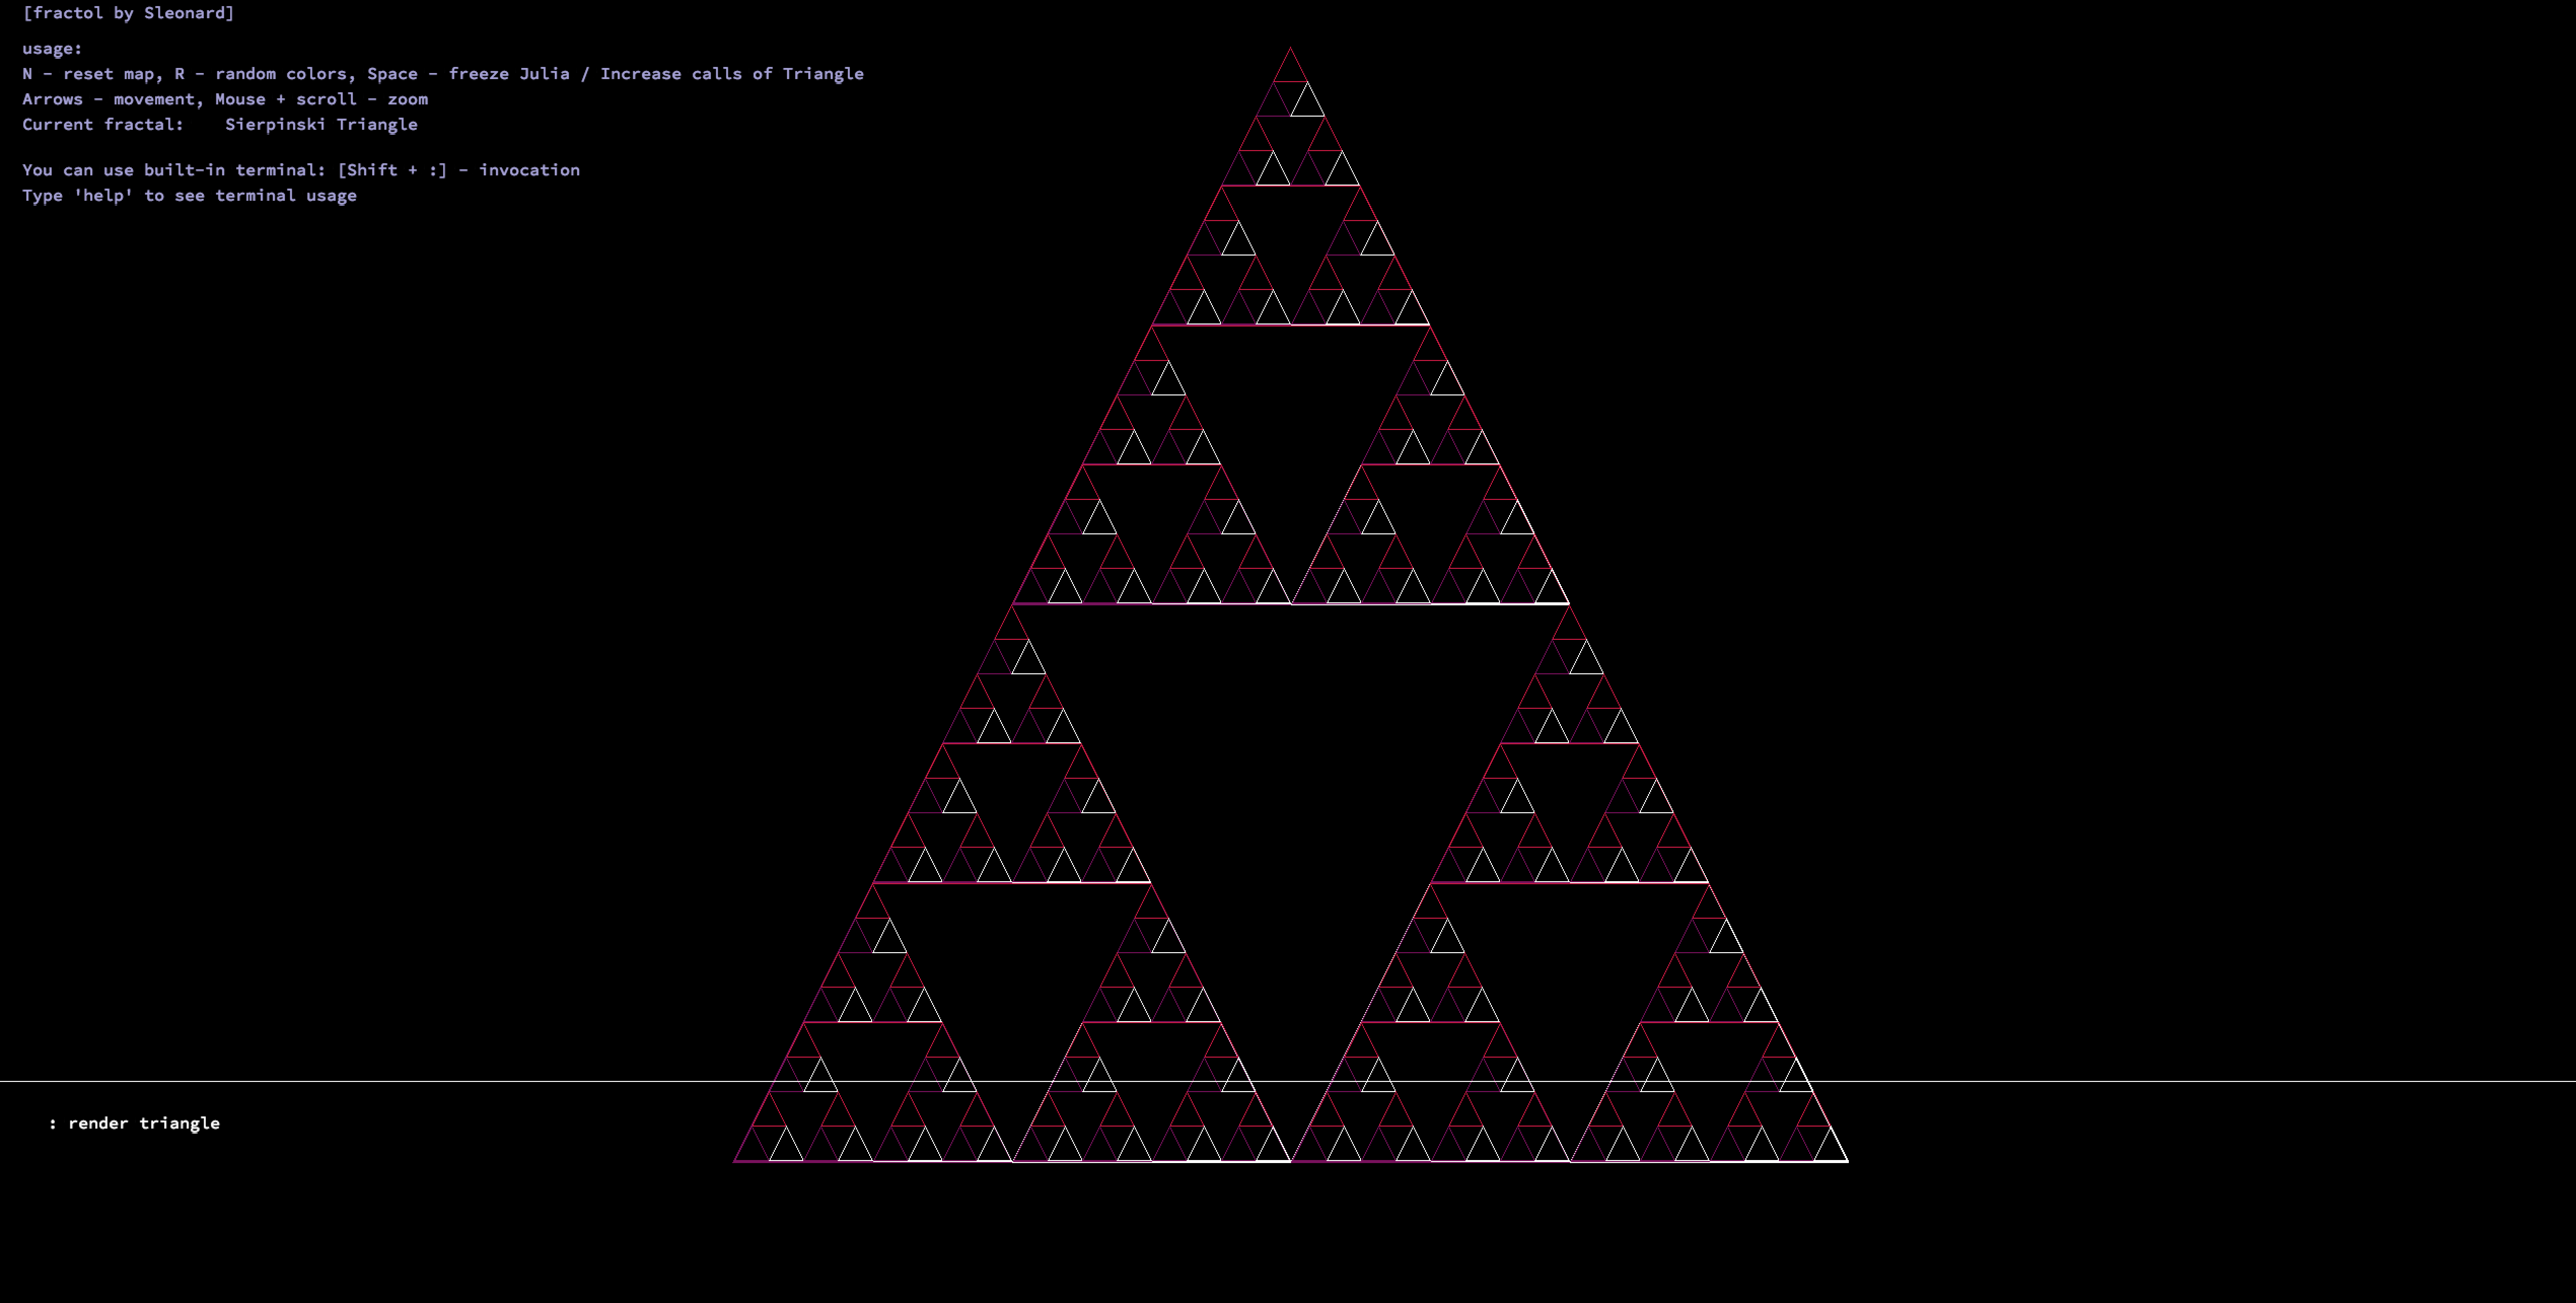 [fractol by Sleonard]
usage:
N - reset map, R - random colors, Space - freeze Julia / Increase calls of Triangle
Arrows - movement, Mouse + scroll - zoom
Current fractal:    Sierpinski Triangle
You can use built-in terminal: [Shift + :] - invocation
Type 'help' to see terminal usage
: render triangle